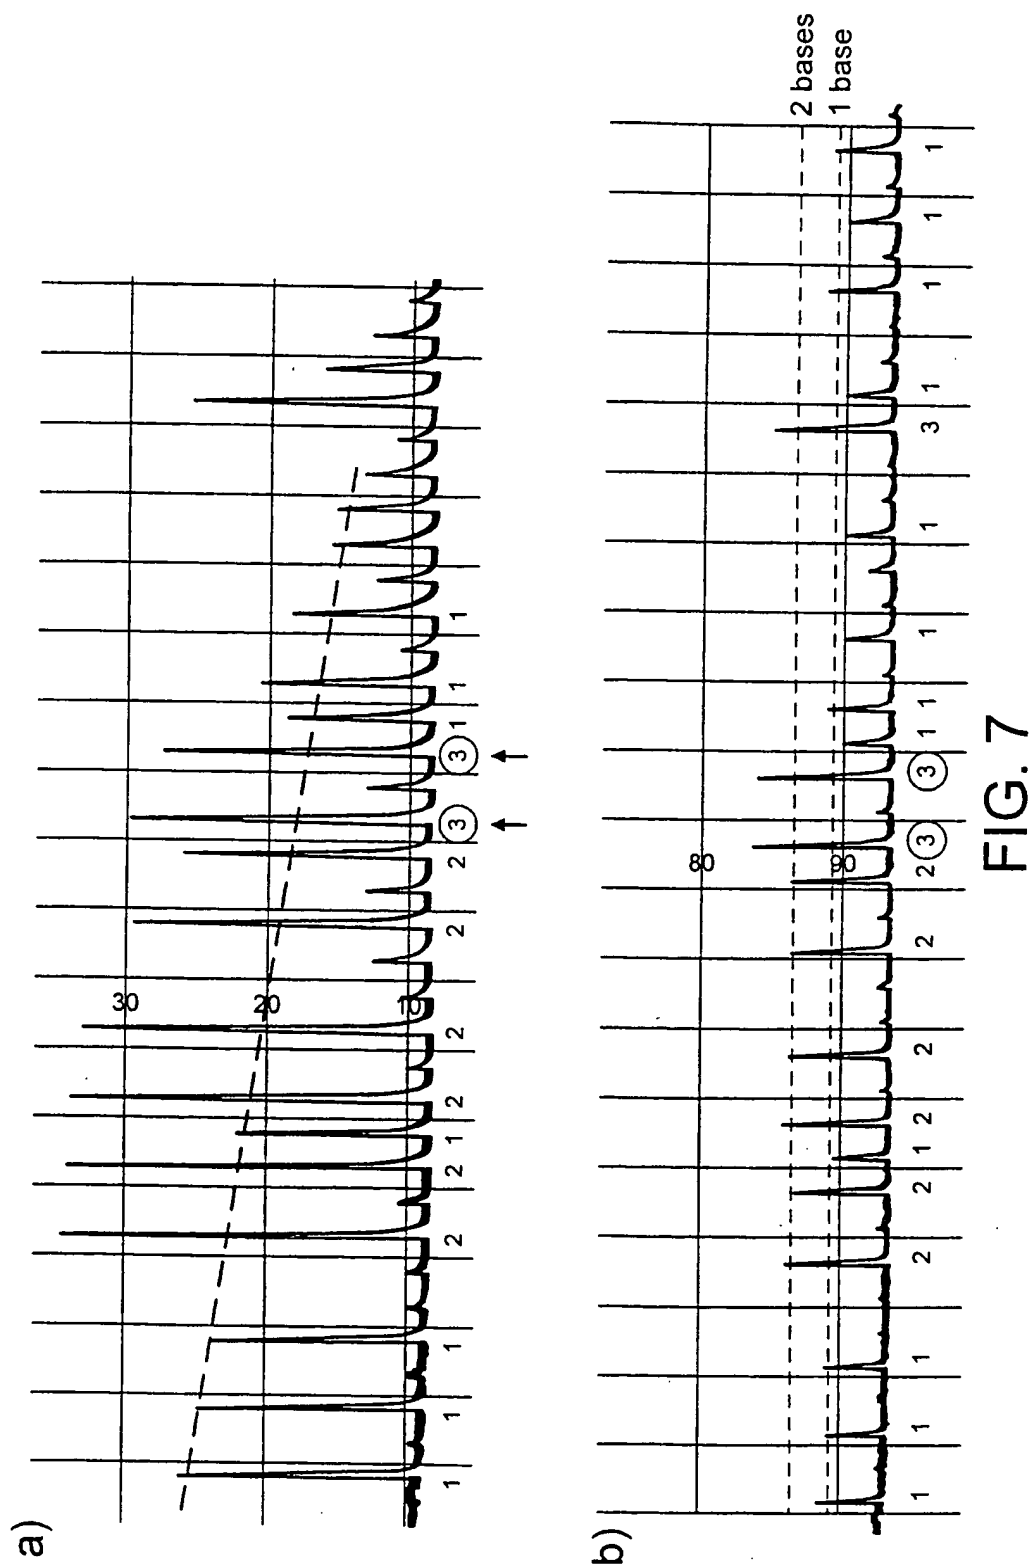 a)
30
20
10
1 1 1 2 2 1 2 2 2 2 3 3 1 1 1
b)
80
2 bases
90
1 base
1 1 1 2 2 1 2 2 2 2 3 3 1 1 1 1 3 1 1 1 1
FIG. 7